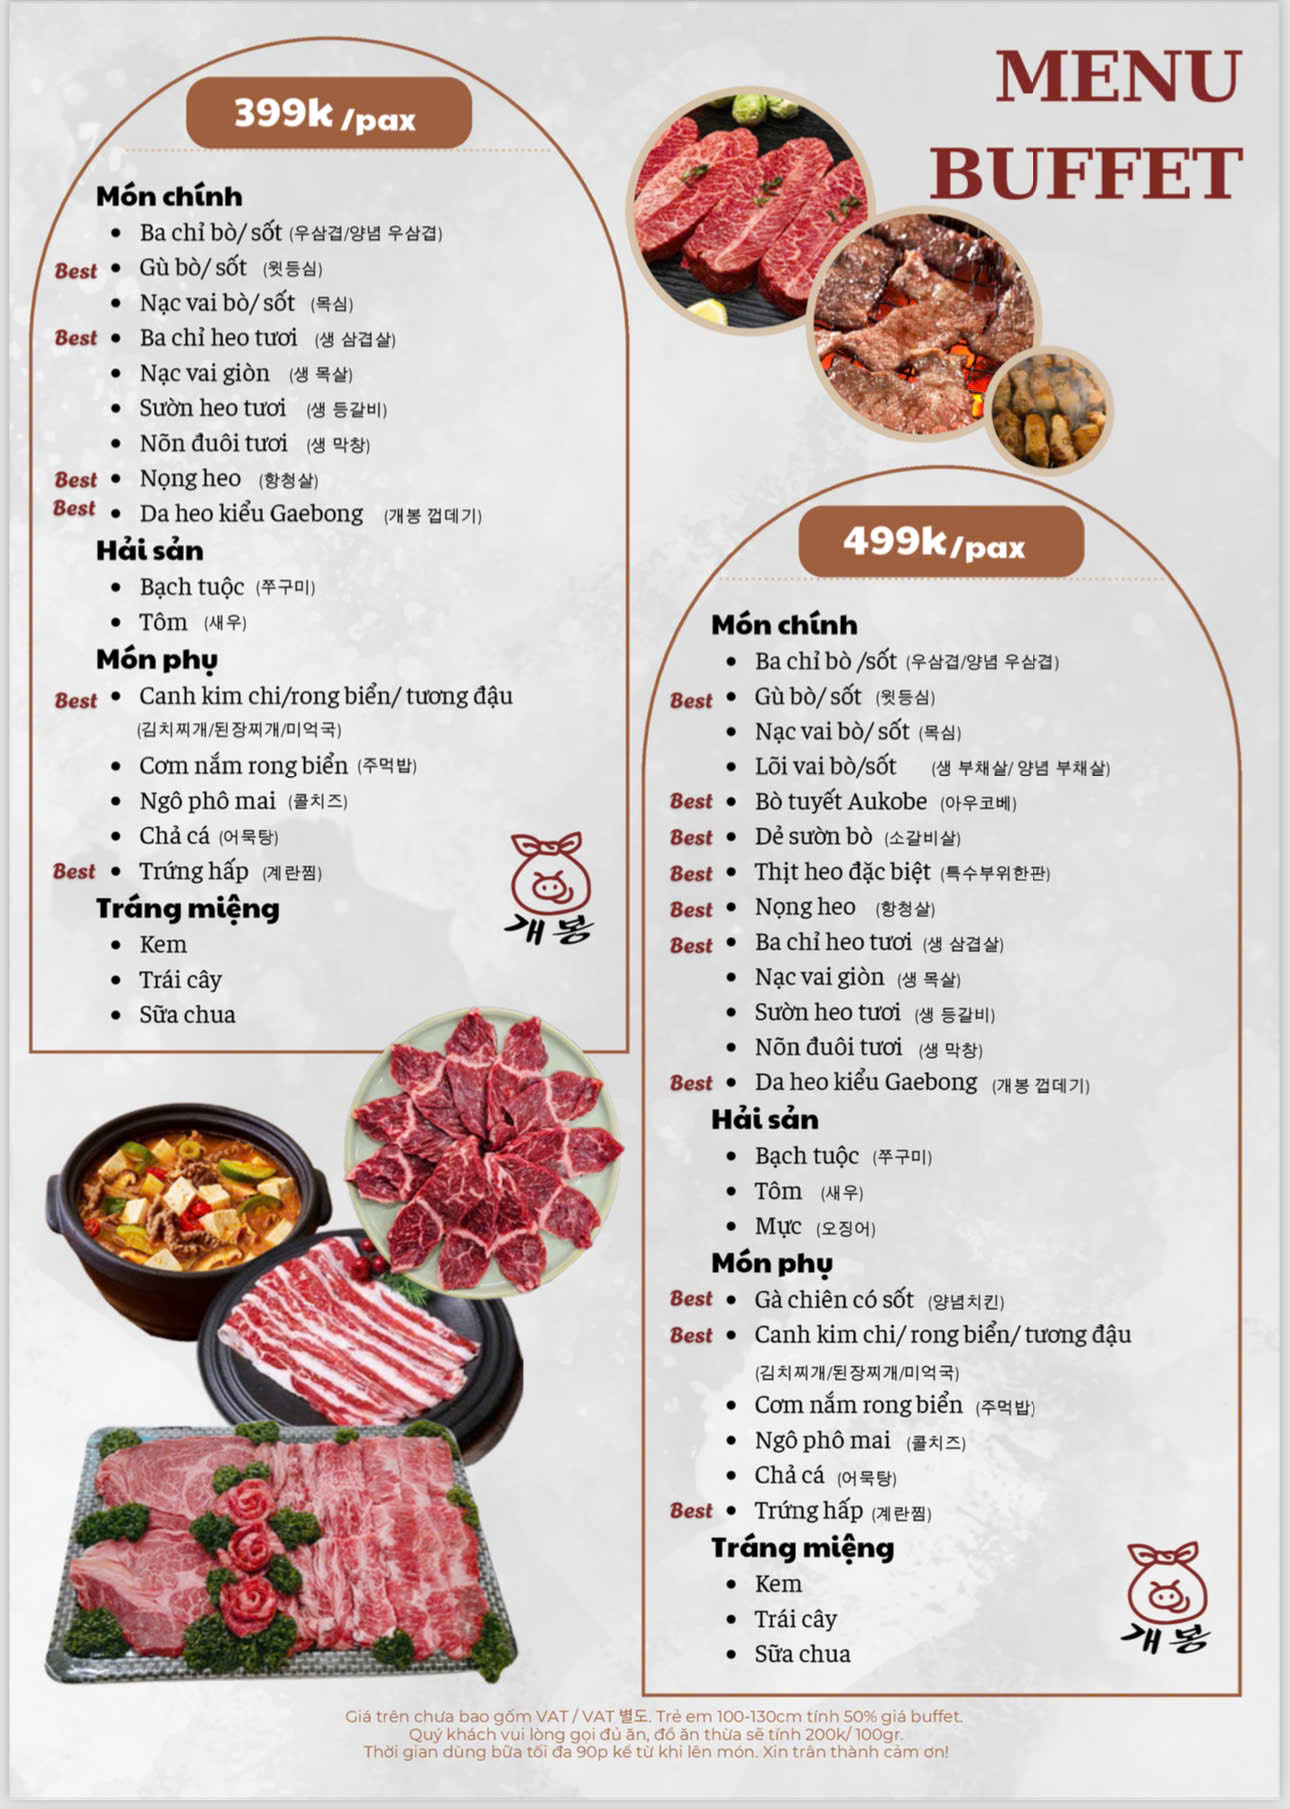 MENU
BUFFET
399k /pax
Món chính
• Ba chỉ bò/ sốt (우삼겹/양념 우삼겹)
Best • Gù bò/ sốt (윗등심)
• Nạc vai bò/ sốt (목심)
Best • Ba chỉ heo tươi (생 삼겹살)
• Nạc vai giòn (생 목살)
• Sườn heo tươi (생 등갈비)
• Nõn đuôi tươi (생 막창)
Best • Nọng heo (항청살)
Best • Da heo kiểu Gaebong (개봉 껍데기)
Hải sản
• Bạch tuộc (쭈구미)
• Tôm (새우)
Món phụ
Best • Canh kim chi/rong biển/ tương đậu
(김치찌개/된장찌개/미억국)
• Cơm nắm rong biển (주먹밥)
• Ngô phô mai (콜치즈)
• Chả cá (어묵탕)
Best • Trứng hấp (계란찜)
Tráng miệng
• Kem
• Trái cây
• Sữa chua
개봉
499k/pax
Món chính
• Ba chỉ bò /sốt (우삼겹/양념 우삼겹)
Best • Gù bò/ sốt (윗등심)
• Nạc vai bò/ sốt (목심)
• Lõi vai bò/sốt (생 부채살/ 양념 부채살)
Best • Bò tuyết Aukobe (아우코베)
Best • Dẻ sườn bò (소갈비살)
Best • Thịt heo đặc biệt (특수부위한판)
Best • Nọng heo (항청살)
Best • Ba chỉ heo tươi (생 삼겹살)
• Nạc vai giòn (생 목살)
• Sườn heo tươi (생 등갈비)
• Nõn đuôi tươi (생 막창)
Best • Da heo kiểu Gaebong (개봉 껍데기)
Hải sản
• Bạch tuộc (쭈구미)
• Tôm (새우)
• Mực (오징어)
Món phụ
Best • Gà chiên có sốt (양념치킨)
Best • Canh kim chi/ rong biển/ tương đậu
(김치찌개/된장찌개/미억국)
• Cơm nắm rong biển (주먹밥)
• Ngô phô mai (콜치즈)
• Chả cá (어묵탕)
Best • Trứng hấp (계란찜)
Tráng miệng
• Kem
• Trái cây
• Sữa chua
개봉
Giá trên chưa bao gồm VAT / VAT 별도. Trẻ em 100-130cm tính 50% giá buffet.
Quý khách vui lòng gọi đủ ăn, đồ ăn thừa sẽ tính 200k/ 100gr.
Thời gian dùng bữa tối đa 90p kể từ khi lên món. Xin trân thành cảm ơn!